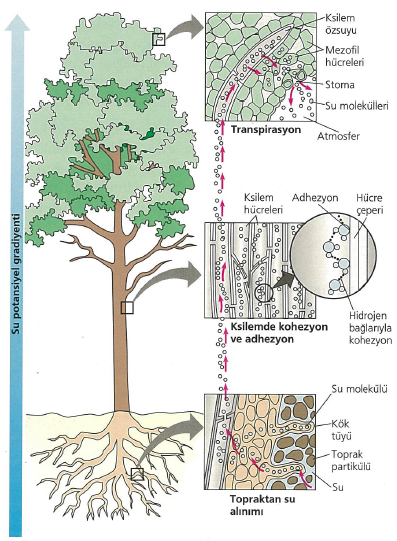 Su potansiyel gradiyenti
Ksilem
özsuyu
Mezofil
hücreleri
Stoma
Su molekülleri
Atmosfer
Transpirasyon
Ksilem
hücreleri
Adhezyon
Hücre
çeperi
Hidrojen
bağlarıyla
kohezyon
Ksilemde kohezyon
ve adhezyon
Su molekülü
Kök
tüyü
Toprak
partikülü
Su
Topraktan su
alınımı